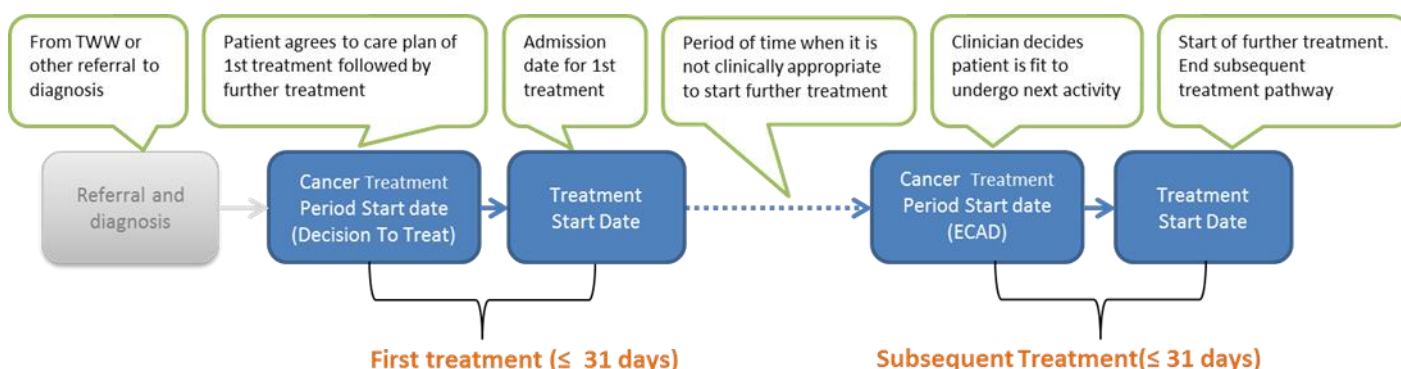 From TWW or
other referral to
diagnosis
Patient agrees to care plan of
1st treatment followed by
further treatment
Admission
date for 1st
treatment
Period of time when it is
not clinically appropriate
to start further treatment
Clinician decides
patient is fit to
undergo next activity
Start of further treatment.
End subsequent
treatment pathway
Referral and
diagnosis
Cancer Treatment
Period Start date
(Decision To Treat)
Treatment
Start Date
Cancer Treatment
Period Start date
(ECAD)
Treatment
Start Date
First treatment (≤ 31 days)
Subsequent Treatment(≤ 31 days)